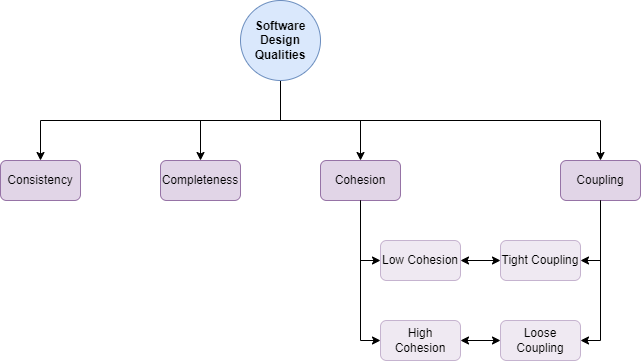 Software
Design
Qualities
Consistency
Completeness
Cohesion
Coupling
Low Cohesion
Tight Coupling
High
Cohesion
Loose
Coupling